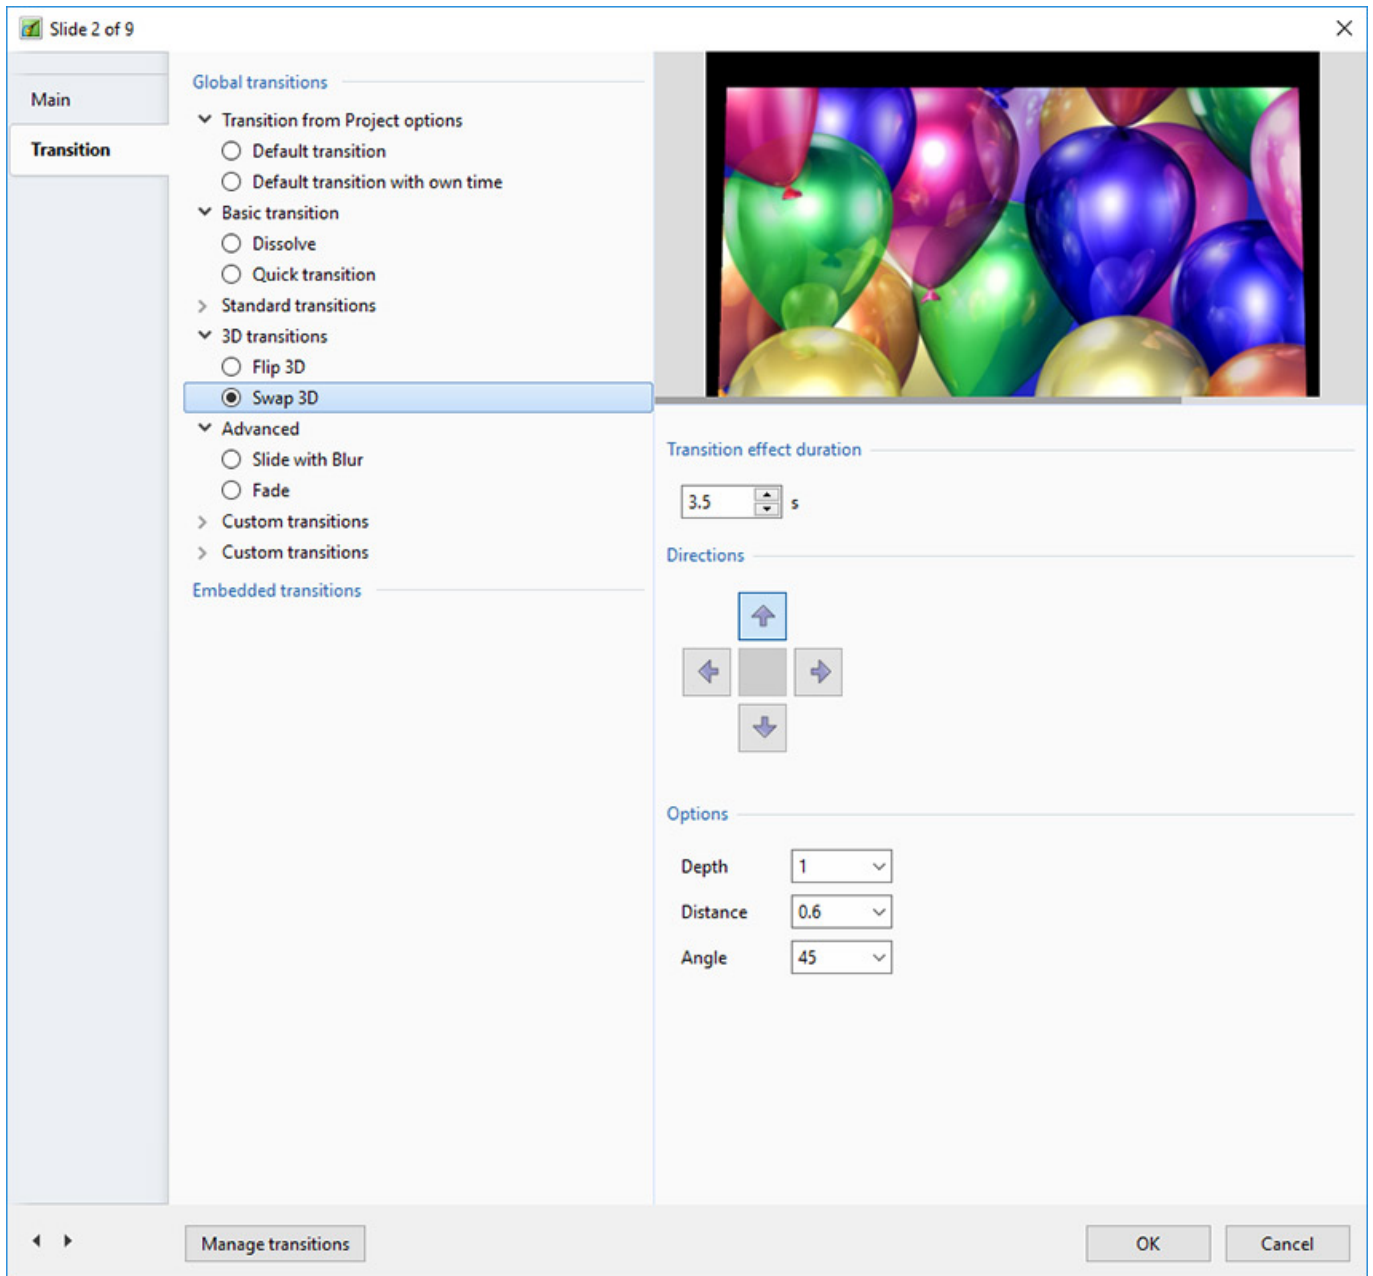 Slide 2 of 9
Main
Transition
Global transitions
Transition from Project options
Default transition
Default transition with own time
Basic transition
Dissolve
Quick transition
Standard transitions
3D transitions
Flip 3D
Swap 3D
Advanced
Slide with Blur
Fade
Custom transitions
Custom transitions
Embedded transitions
Transition effect duration
3.5 s
Directions
Options
Depth 1
Distance 0.6
Angle 45
Manage transitions
OK
Cancel